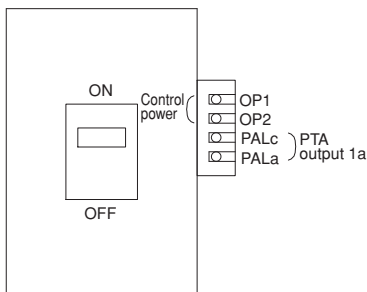 ON
OFF
Control
power
OP1
OP2
PALc
PALa
PTA
output 1a